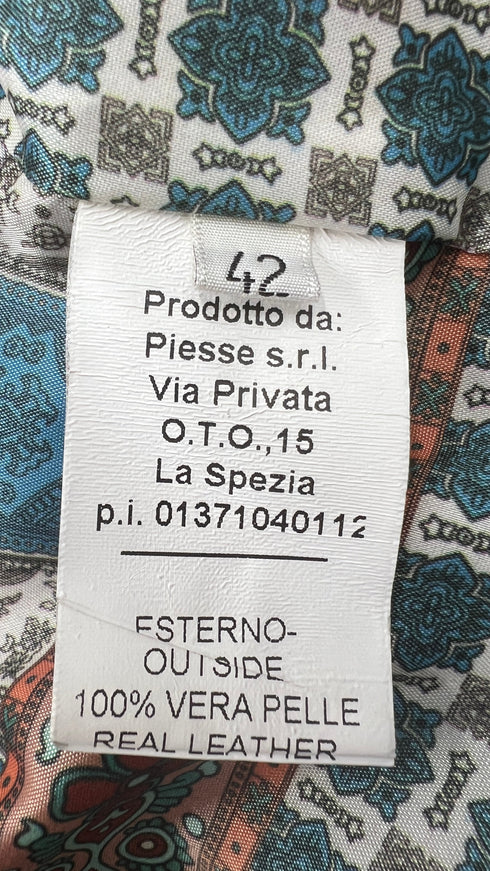 42
Prodotto da:
Piesse s.r.l.
Via Privata
O.T.O.,15
La Spezia
p.i. 01371040112
ESTERNO-
OUTSIDE
100% VERA PELLE
REAL LEATHER